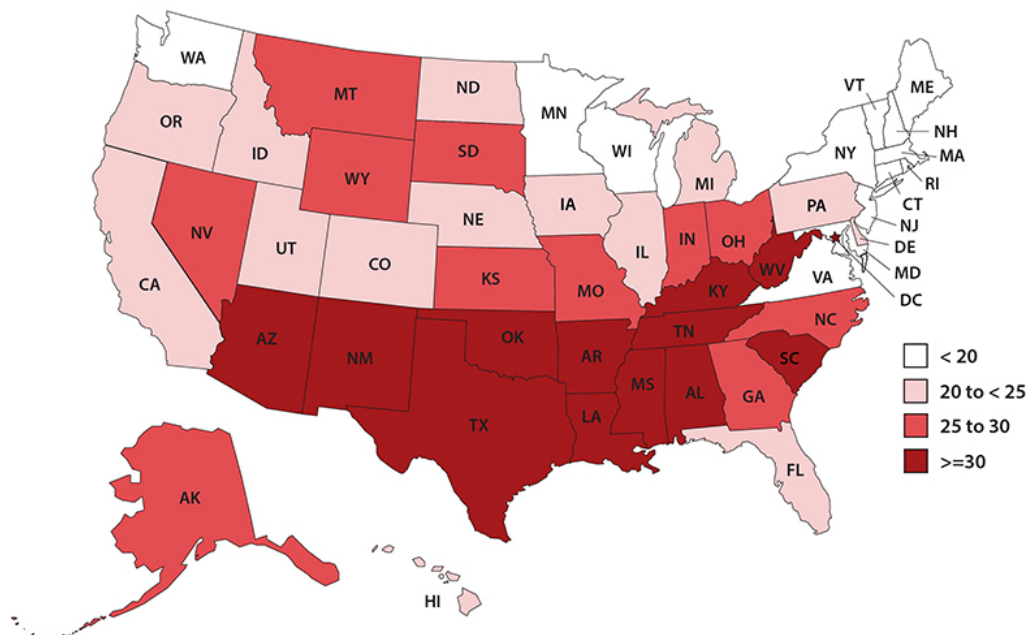 WA
MT
ND
MN
VT
ME
OR
ID
SD
WI
NY
NH
MA
WY
MI
RI
CT
NE
IA
PA
NJ
NV
UT
CO
IL
IN
OH
DE
CA
KS
MO
WV
VA
MD
KY
DC
AZ
NM
OK
AR
TN
NC
SC
< 20
TX
LA
MS
AL
GA
20 to < 25
25 to 30
>=30
FL
AK
HI